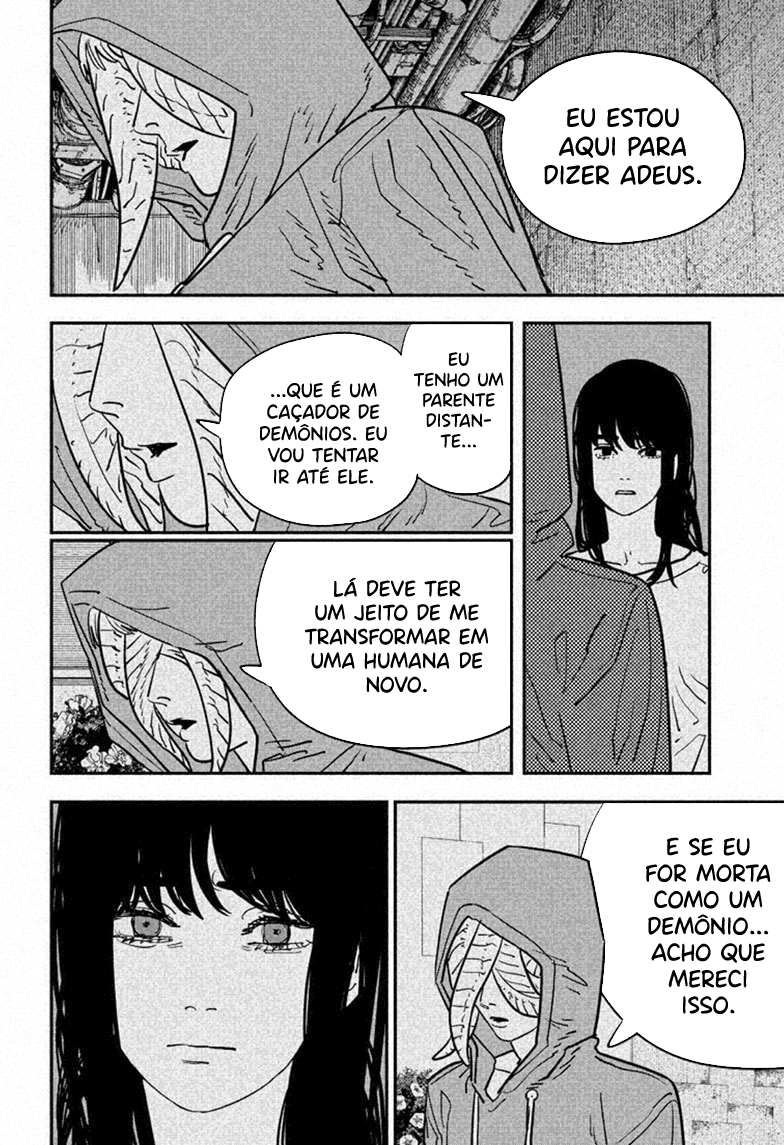 EU ESTOU
AQUI PARA
DIZER ADEUS.
EU
TENHO UM
PARENTE
DISTAN-
TE...
...QUE É UM
CAÇADOR DE
DEMÔNIOS. EU
VOU TENTAR
IR ATÉ ELE.
LÁ DEVE TER
UM JEITO DE ME
TRANSFORMAR EM
UMA HUMANA DE
NOVO.
E SE EU
FOR MORTA
COMO UM
DEMÔNIO...
ACHO QUE
MERECI
ISSO.